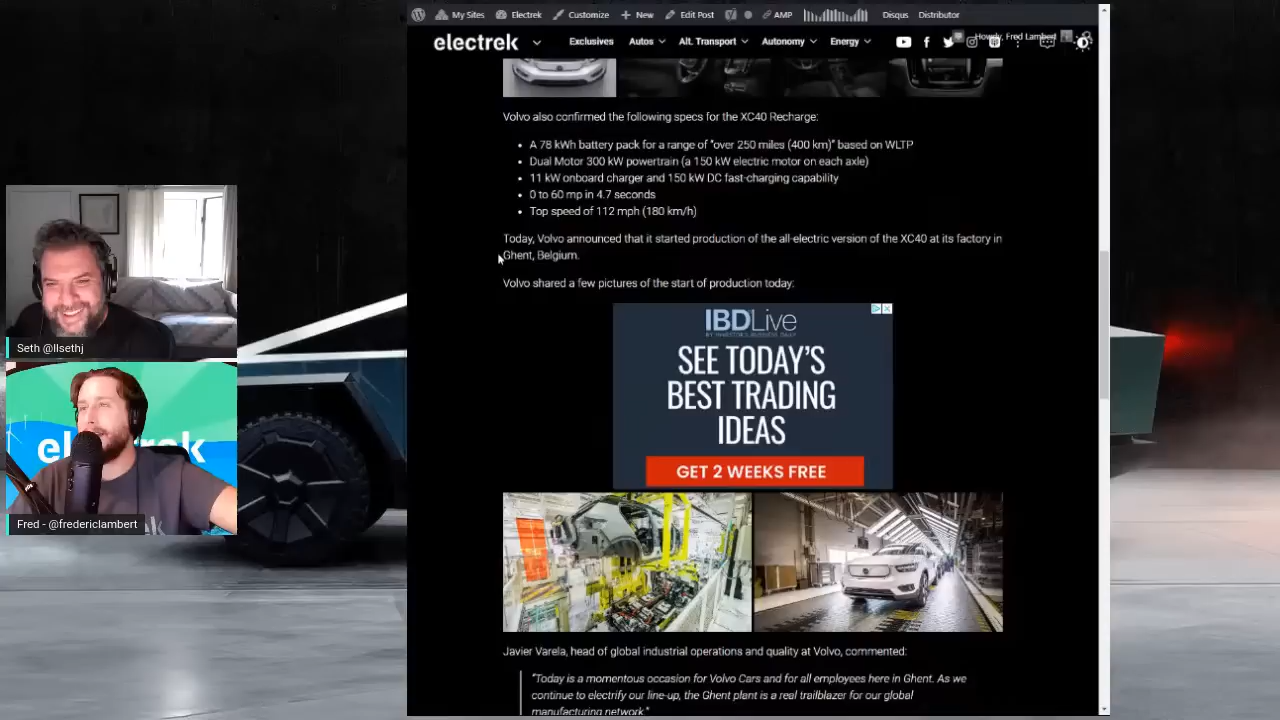 My Sites Electrek Customize New Edit Post AMP Disqus Distributor
Howdy, Fred Lambert
electrek Exclusives Autos Alt. Transport Autonomy Energy
Volvo also confirmed the following specs for the XC40 Recharge:
• A 78 kWh battery pack for a range of "over 250 miles (400 km)" based on WLTP
• Dual Motor 300 kW powertrain (a 150 kW electric motor on each axle)
• 11 kW onboard charger and 150 kW DC fast-charging capability
• 0 to 60 mp in 4.7 seconds
• Top speed of 112 mph (180 km/h)
Today, Volvo announced that it started production of the all-electric version of the XC40 at its factory in
Ghent, Belgium.
Volvo shared a few pictures of the start of production today:
IBDLive
BY INVESTOR'S BUSINESS DAILY
SEE TODAY'S
BEST TRADING
IDEAS
GET 2 WEEKS FREE
Javier Varela, head of global industrial operations and quality at Volvo, commented:
"Today is a momentous occasion for Volvo Cars and for all employees here in Ghent. As we
continue to electrify our line-up, the Ghent plant is a real trailblazer for our global
manufacturing network."
Seth @llsethj
Fred - @fredericlambert